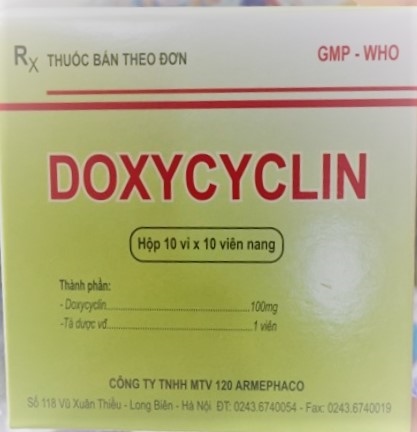 Rx THUỐC BÁN THEO ĐƠN
GMP - WHO
DOXYCYCLIN
Hộp 10 vỉ x 10 viên nang
Thành phần:
- Doxycyclin....................................100mg
-Tá dược vđ.....................................1 viên
CÔNG TY TNHH MTV 120 ARMEPHACO
Số 118 Vũ Xuân Thiều - Long Biên - Hà Nội ĐT: 0243.6740054 - Fax: 0243.6740019